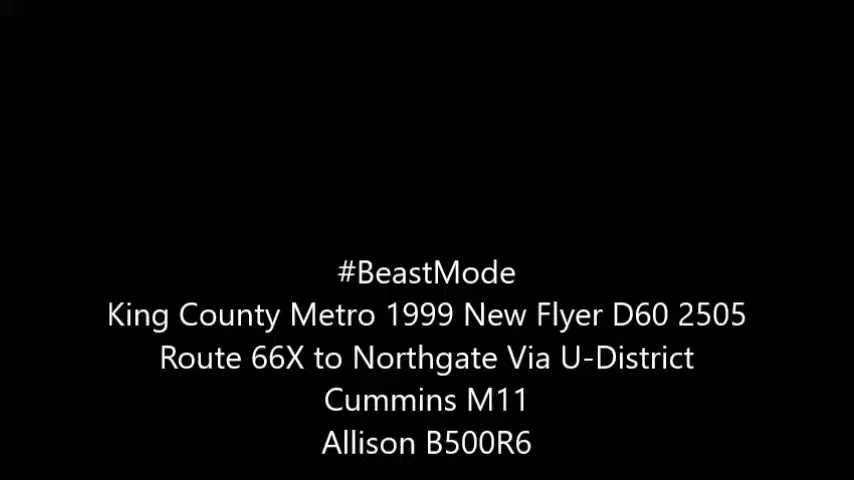 #BeastMode
King County Metro 1999 New Flyer D60 2505
Route 66X to Northgate Via U-District
Cummins M11
Allison B500R6